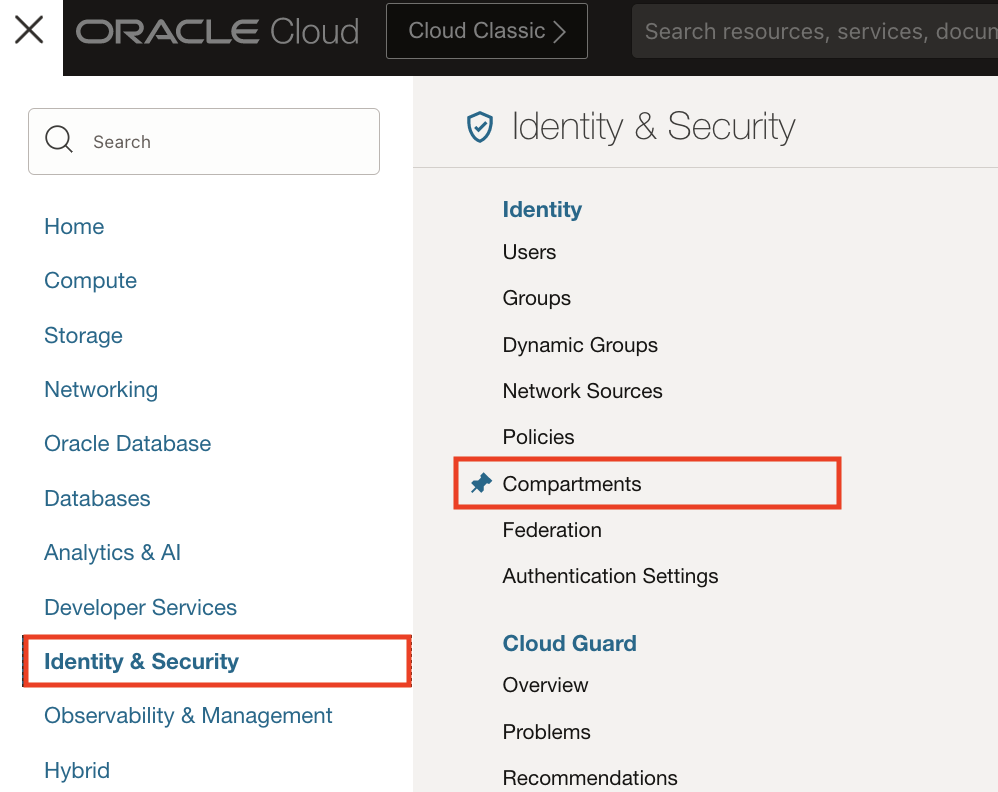 ORACLE Cloud
Cloud Classic
Search resources, services, docum
Search
Home
Compute
Storage
Networking
Oracle Database
Databases
Analytics & AI
Developer Services
Identity & Security
Observability & Management
Hybrid
Identity & Security
Identity
Users
Groups
Dynamic Groups
Network Sources
Policies
Compartments
Federation
Authentication Settings
Cloud Guard
Overview
Problems
Recommendations